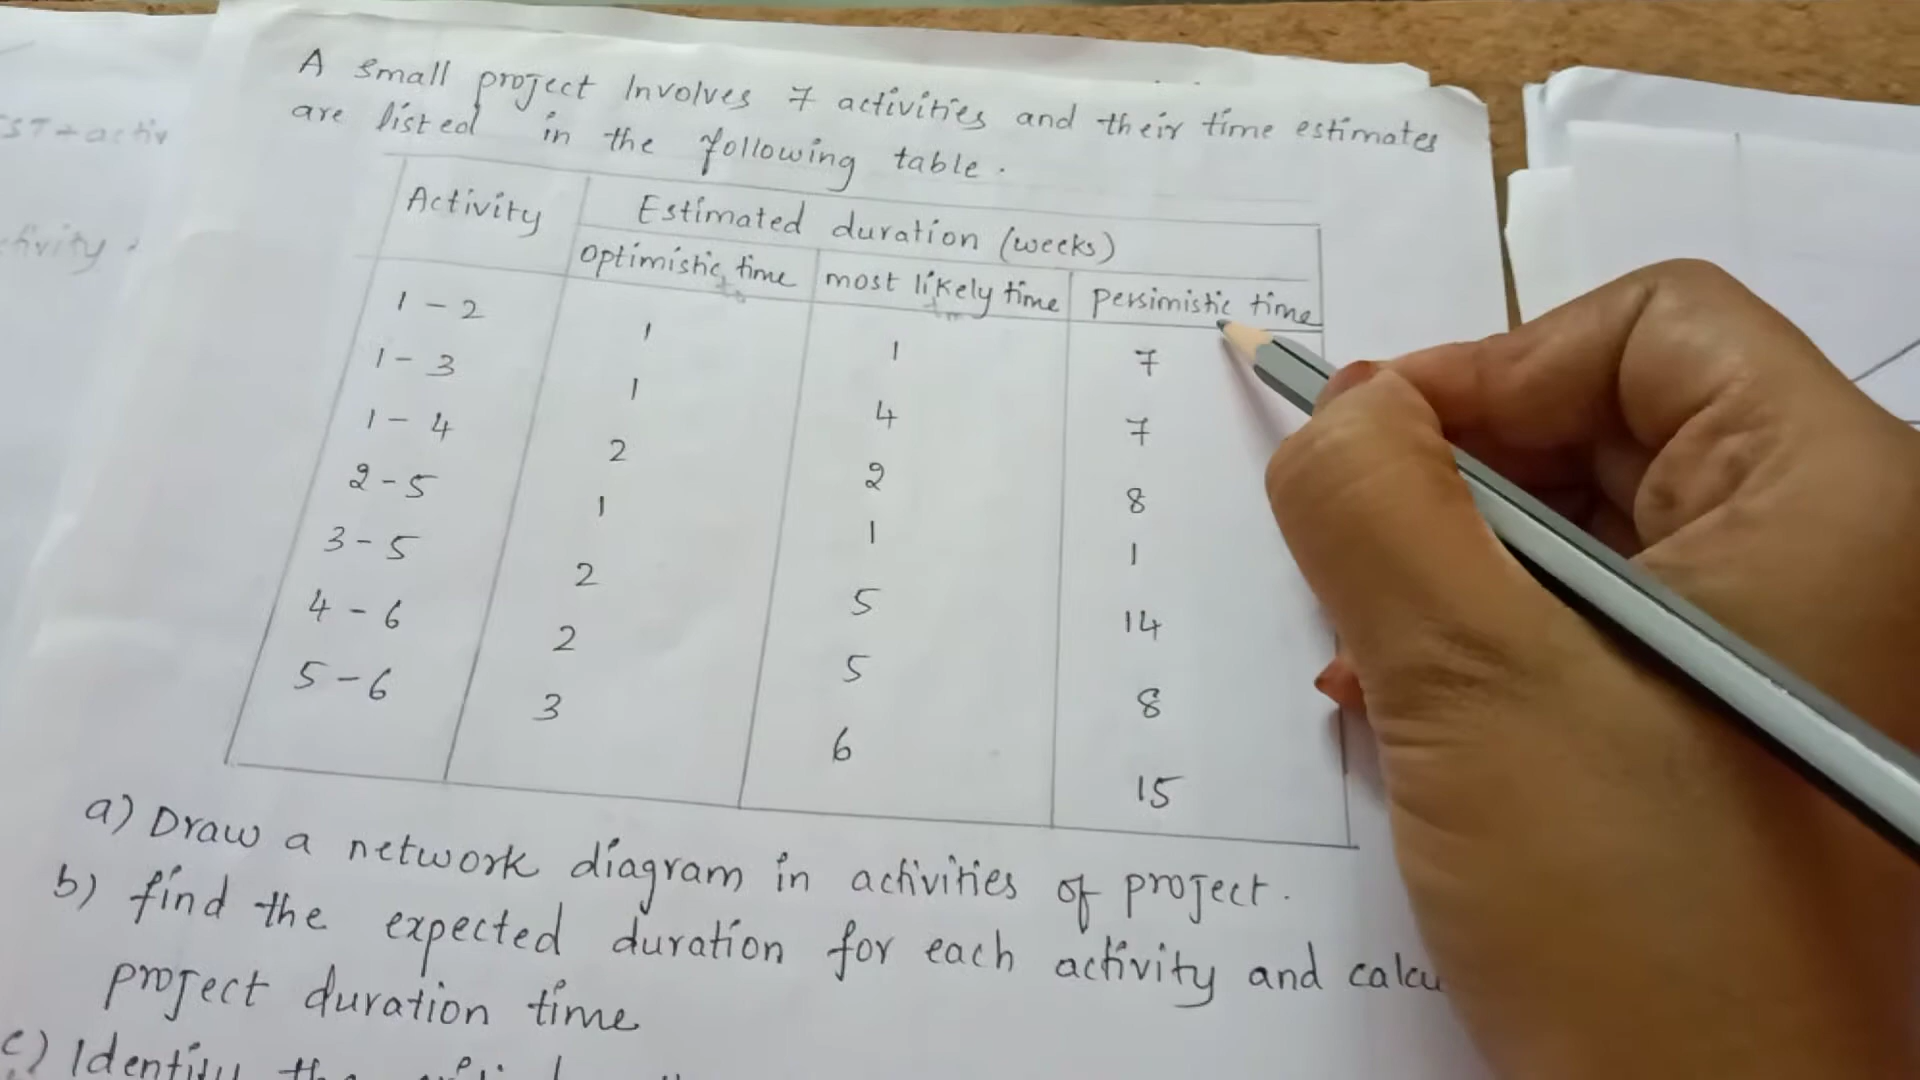 A small project Involves 7 activities and their time estimates
are listed in the following table.
Activity Estimated duration (weeks)
optimistic time most likely time persimistic time
to tm
1 - 2 1 1 7
1 - 3 1 4 7
1 - 4 2 2 8
2 - 5 1 1 1
3 - 5 2 5 14
4 - 6 2 5 8
5 - 6 3 6 15
a) Draw a network diagram in activities of project.
b) find the expected duration for each activity and calcu
project duration time
c) Identify the